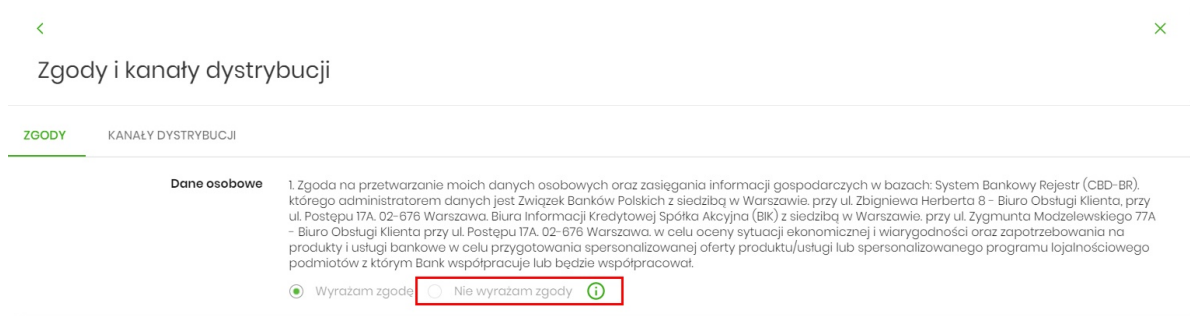 Zgody i kanały dystrybucji
ZGODY KANAŁY DYSTRYBUCJI
Dane osobowe 1. Zgoda na przetwarzanie moich danych osobowych oraz zasięgania informacji gospodarczych w bazach: System Bankowy Rejestr (CBD-BR).
którego administratorem danych jest Związek Banków Polskich z siedzibą w Warszawie. przy ul. Zbigniewa Herberta 8 - Biuro Obsługi Klienta, przy
ul. Postępu 17A. 02-676 Warszawa. Biura Informacji Kredytowej Spółka Akcyjna (BIK) z siedzibą w Warszawie. przy ul. Zygmunta Modzelewskiego 77A
- Biuro Obsługi Klienta przy ul. Postępu 17A. 02-676 Warszawa. w celu oceny sytuacji ekonomicznej i wiarygodności oraz zapotrzebowania na
produkty i usługi bankowe w celu przygotowania spersonalizowanej oferty produktu/usługi lub spersonalizowanego programu lojalnościowego
podmiotów z którym Bank współpracuje lub będzie współpracował.
Wyrażam zgodę Nie wyrażam zgody